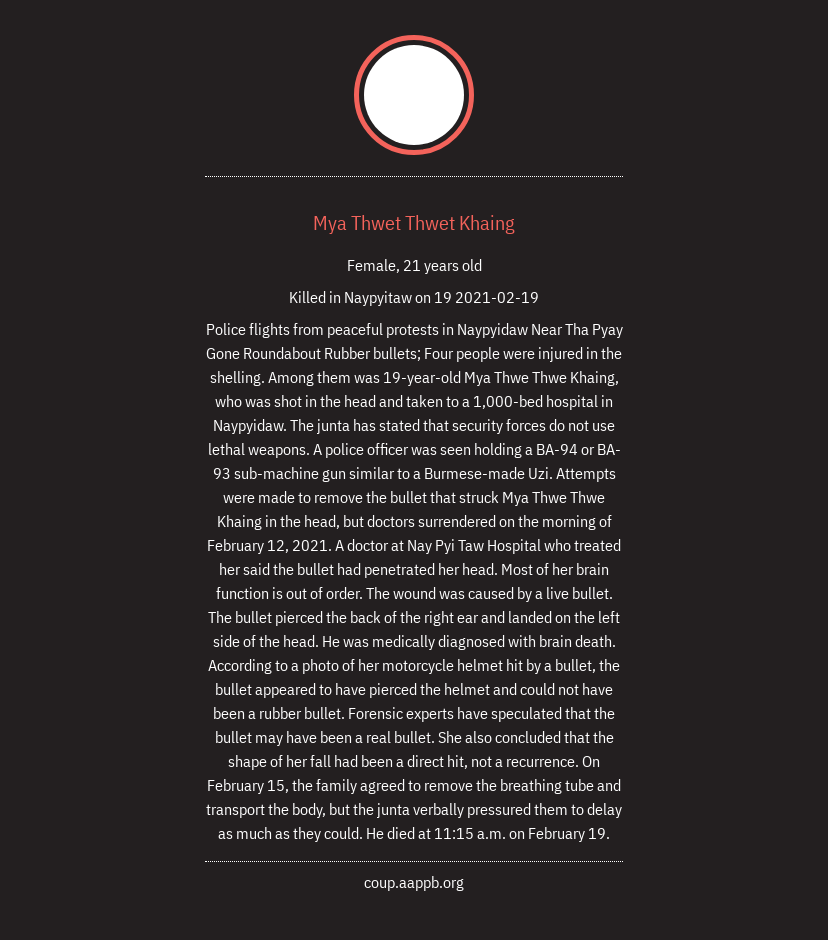 Mya Thwet Thwet Khaing
Female, 21 years old
Killed in Naypyitaw on 19 2021-02-19
Police flights from peaceful protests in Naypyidaw Near Tha Pyay
Gone Roundabout Rubber bullets; Four people were injured in the
shelling. Among them was 19-year-old Mya Thwe Thwe Khaing,
who was shot in the head and taken to a 1,000-bed hospital in
Naypyidaw. The junta has stated that security forces do not use
lethal weapons. A police officer was seen holding a BA-94 or BA-
93 sub-machine gun similar to a Burmese-made Uzi. Attempts
were made to remove the bullet that struck Mya Thwe Thwe
Khaing in the head, but doctors surrendered on the morning of
February 12, 2021. A doctor at Nay Pyi Taw Hospital who treated
her said the bullet had penetrated her head. Most of her brain
function is out of order. The wound was caused by a live bullet.
The bullet pierced the back of the right ear and landed on the left
side of the head. He was medically diagnosed with brain death.
According to a photo of her motorcycle helmet hit by a bullet, the
bullet appeared to have pierced the helmet and could not have
been a rubber bullet. Forensic experts have speculated that the
bullet may have been a real bullet. She also concluded that the
shape of her fall had been a direct hit, not a recurrence. On
February 15, the family agreed to remove the breathing tube and
transport the body, but the junta verbally pressured them to delay
as much as they could. He died at 11:15 a.m. on February 19.
coup.aappb.org